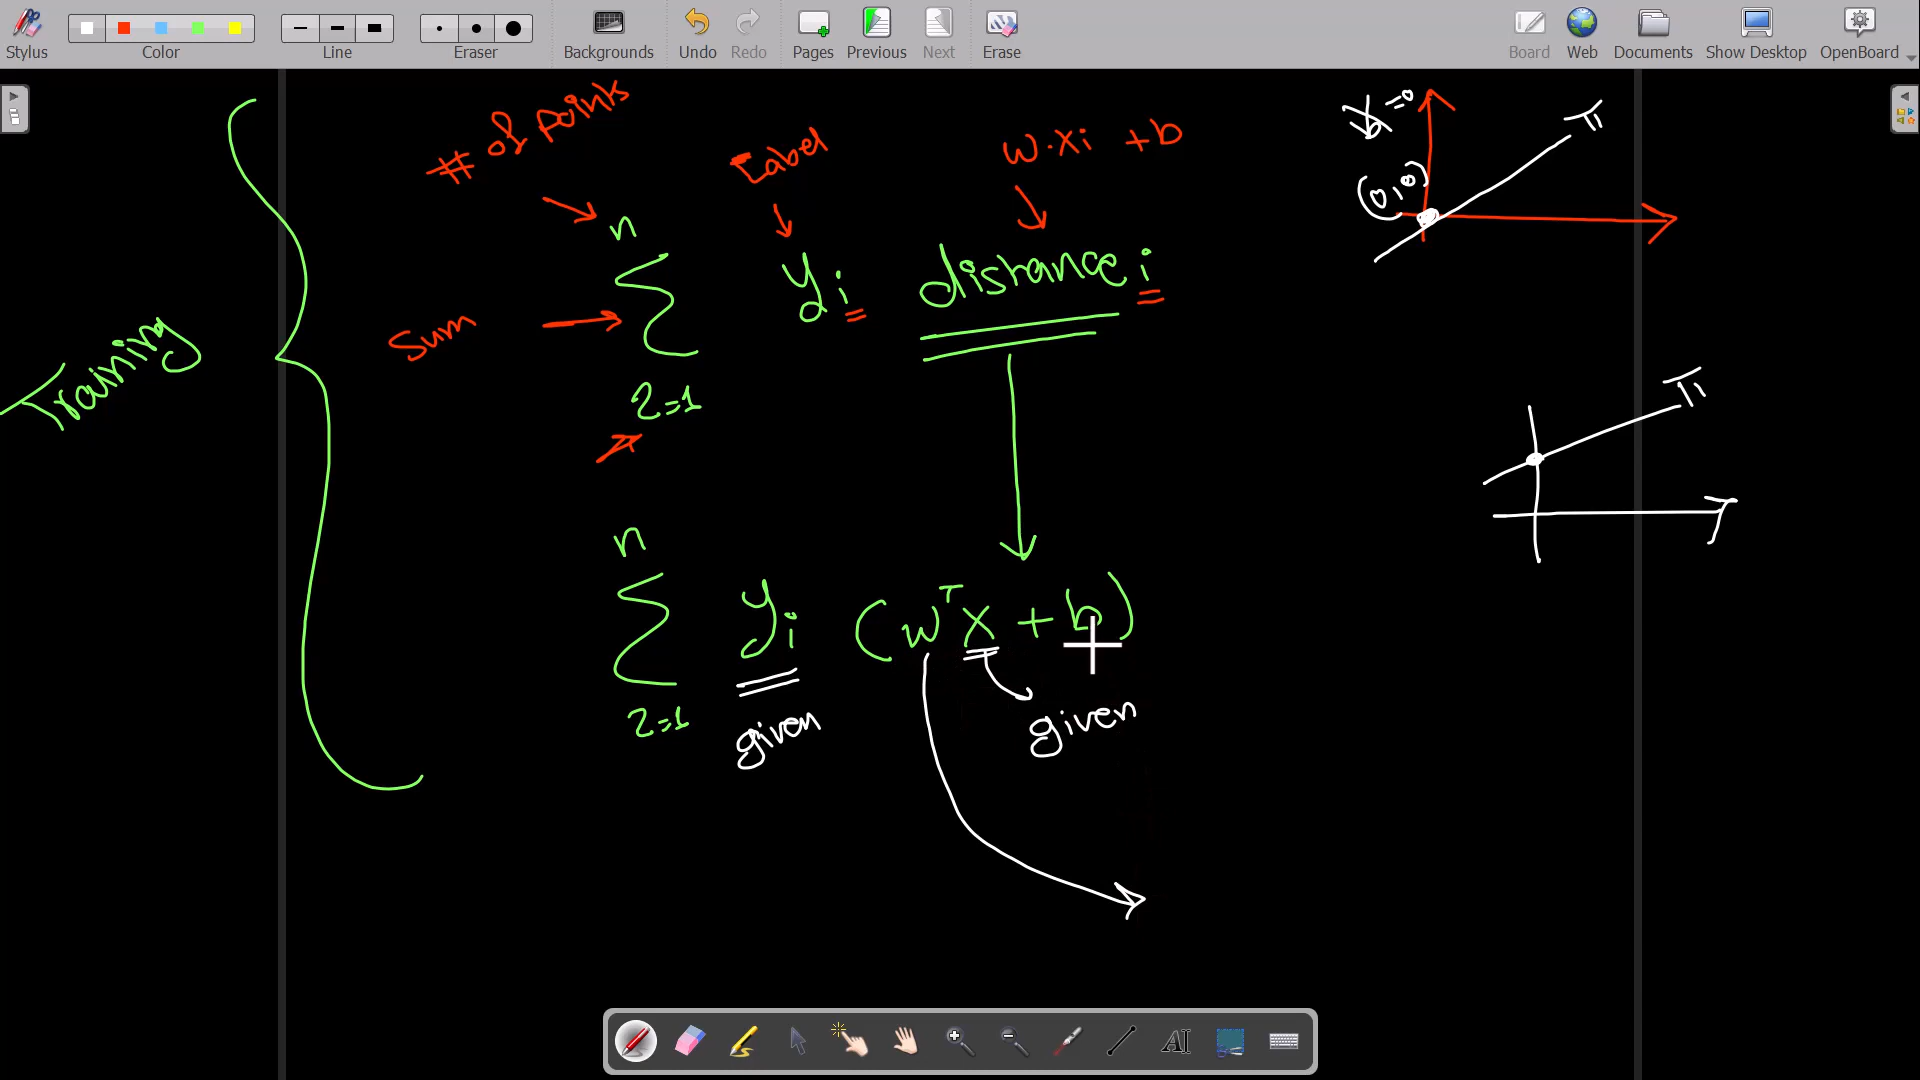 Stylus Color Line Eraser Backgrounds Undo Redo Pages Previous Next Erase Board Web Documents Show Desktop OpenBoard
# of points
Label
w.xi +b
b=0
π
(0,0)
n
Σ yi distance i
Sum
i=1
Training
π
n
Σ yi (wᵀx + b)
i=1
given
given